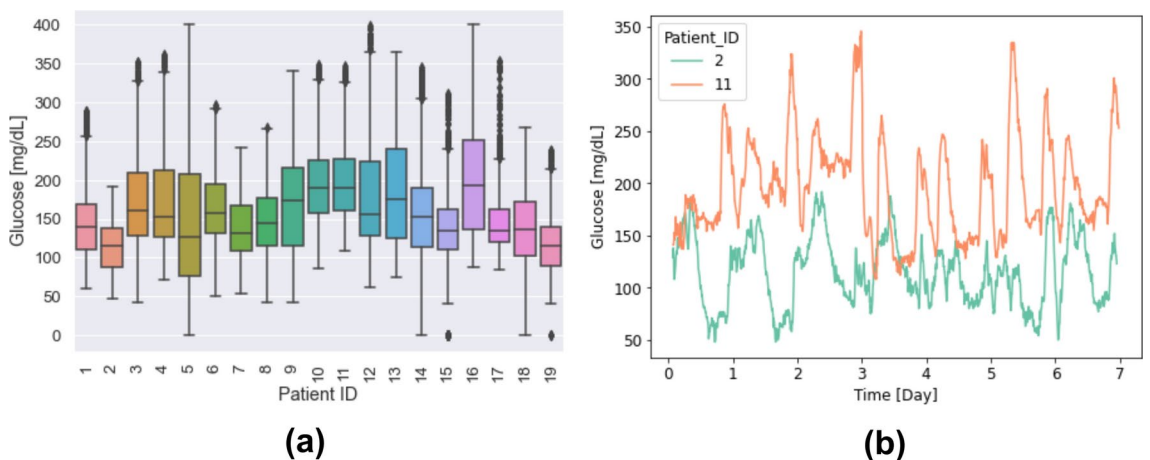 400
350
300
250
200
150
100
50
0
Glucose [mg/dL]
1 2 3 4 5 6 7 8 9 10 11 12 13 14 15 16 17 18 19
Patient ID
(a)
350
300
250
200
150
100
50
Glucose [mg/dL]
Patient_ID
2
11
0 1 2 3 4 5 6 7
Time [Day]
(b)